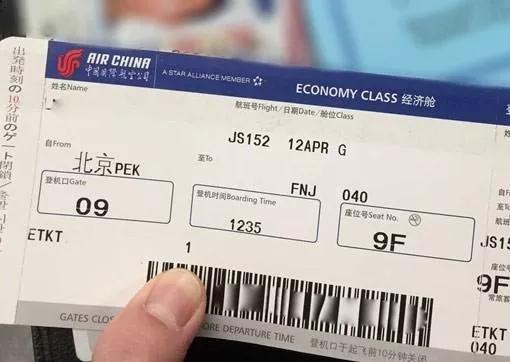 AIR CHINA
中国国际航空公司
A STAR ALLIANCE MEMBER
ECONOMY CLASS 经济舱
姓名Name
航班号Flight/日期Date/舱位Class
JS152 12APR G
自From
至To
北京PEK
FNJ 040
登机口Gate
09
登机时间Boarding Time
1235
座位号Seat No.
9F
ETKT
1
GATES CLOS
ORE DEPARTURE TIME
登机口于起飞前10分钟关闭
JS15
座位号
9F
常旅客
ETK
出発時刻の10分前のゲート閉鎖/